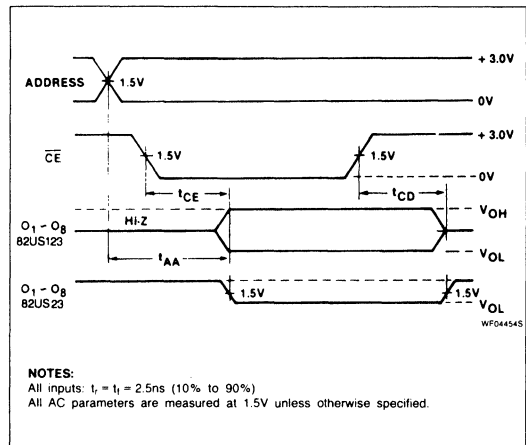 ADDRESS
1.5V
+ 3.0V
0V
CE
1.5V
1.5V
+ 3.0V
0V
tCE
tCD
O1 - O8
82US123
Hi-Z
VOH
VOL
tAA
O1 - O8
82US23
1.5V
1.5V
VOL
WF04454S
NOTES:
All inputs: tr = tf = 2.5ns (10% to 90%)
All AC parameters are measured at 1.5V unless otherwise specified.